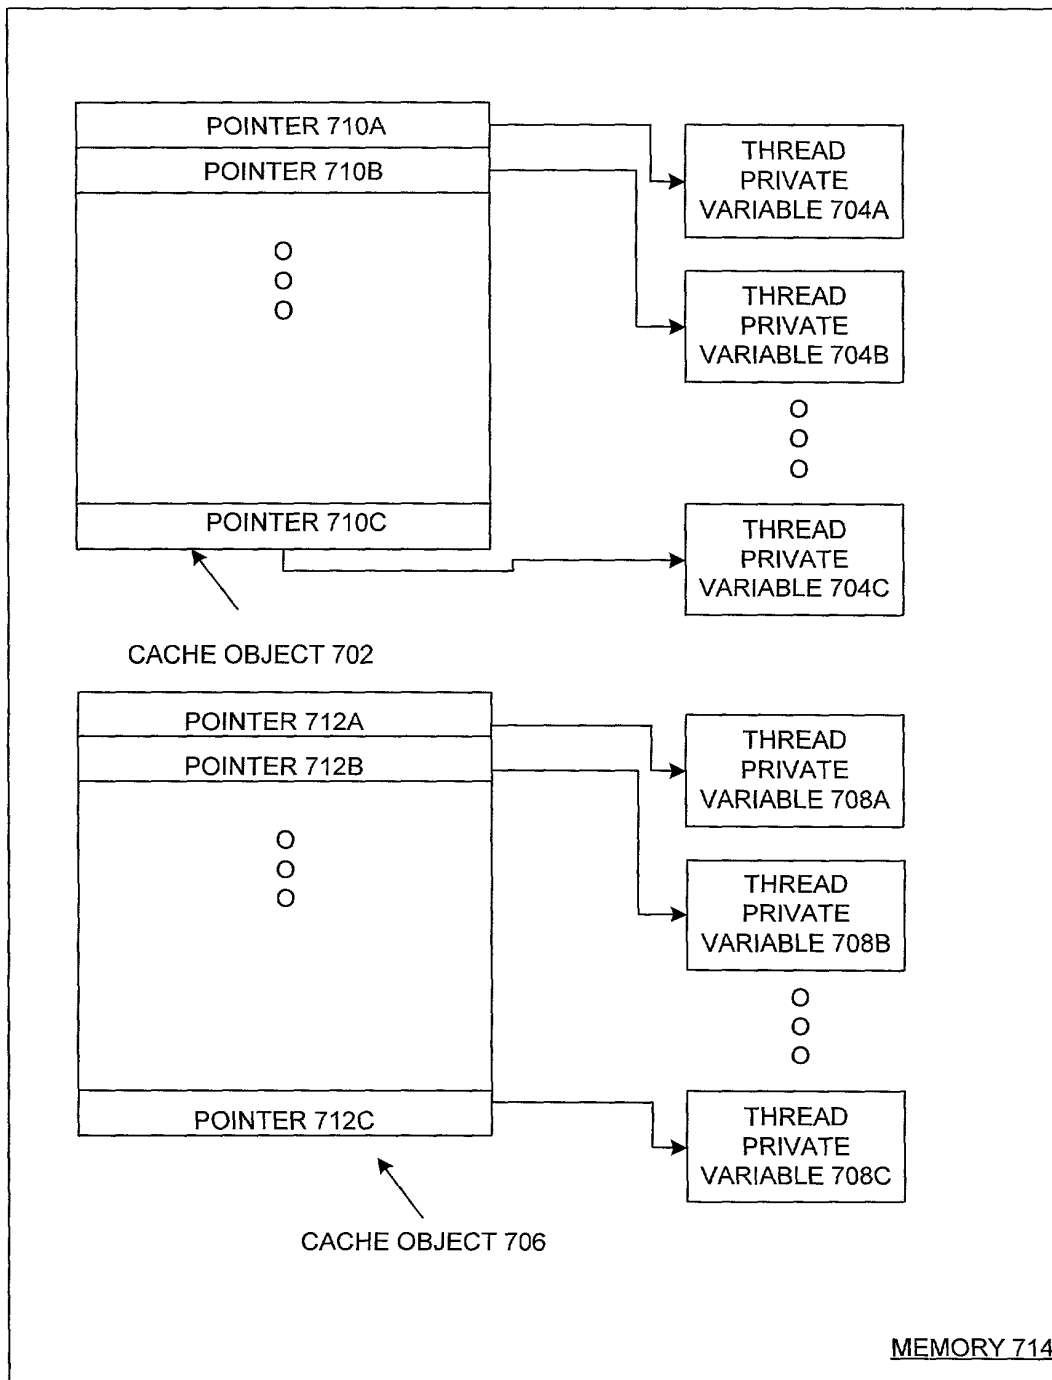 POINTER 710A
POINTER 710B
O
O
O
POINTER 710C
THREAD
PRIVATE
VARIABLE 704A
THREAD
PRIVATE
VARIABLE 704B
O
O
O
THREAD
PRIVATE
VARIABLE 704C
CACHE OBJECT 702
POINTER 712A
POINTER 712B
O
O
O
POINTER 712C
THREAD
PRIVATE
VARIABLE 708A
THREAD
PRIVATE
VARIABLE 708B
O
O
O
THREAD
PRIVATE
VARIABLE 708C
CACHE OBJECT 706
MEMORY 714